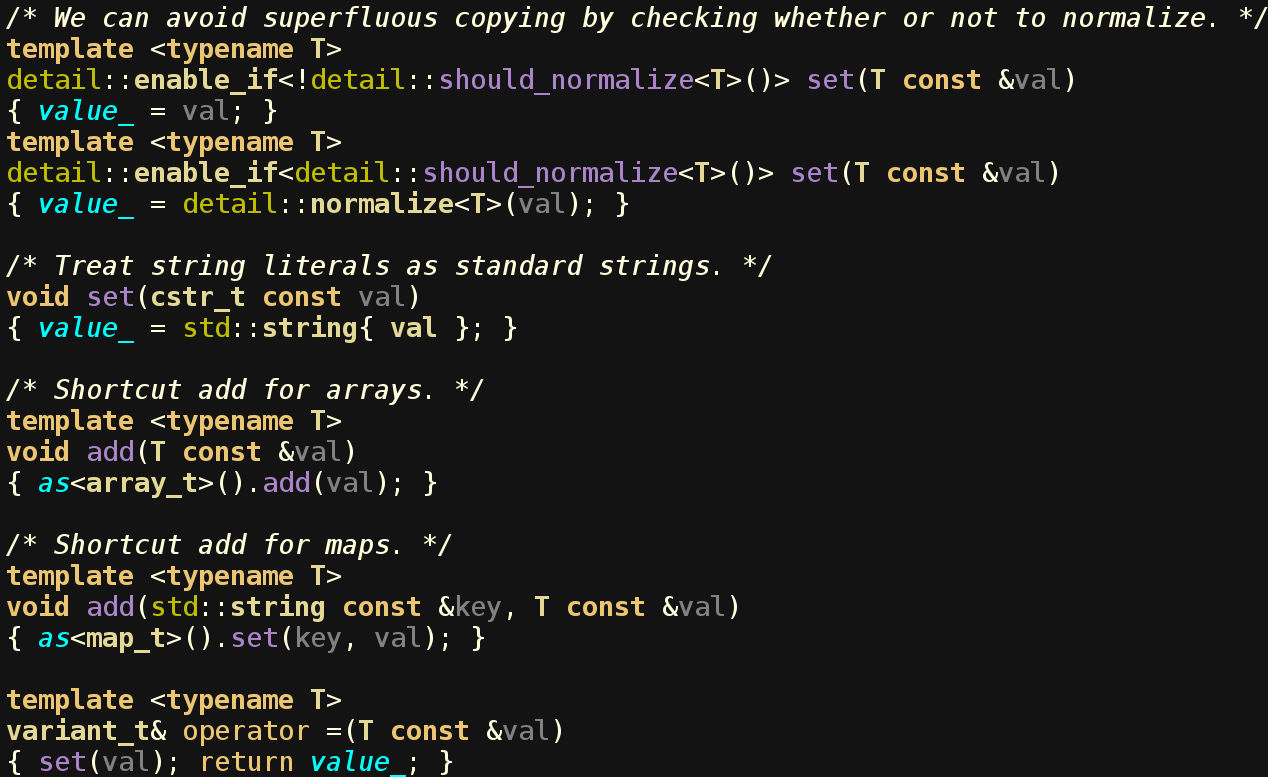 /* We can avoid superfluous copying by checking whether or not to normalize. */
template <typename T>
detail::enable_if<!detail::should_normalize<T>()> set(T const &val)
{ value_ = val; }
template <typename T>
detail::enable_if<detail::should_normalize<T>()> set(T const &val)
{ value_ = detail::normalize<T>(val); }

/* Treat string literals as standard strings. */
void set(cstr_t const val)
{ value_ = std::string{ val }; }

/* Shortcut add for arrays. */
template <typename T>
void add(T const &val)
{ as<array_t>().add(val); }

/* Shortcut add for maps. */
template <typename T>
void add(std::string const &key, T const &val)
{ as<map_t>().set(key, val); }

template <typename T>
variant_t& operator =(T const &val)
{ set(val); return value_; }